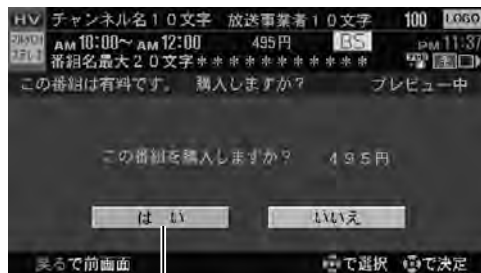 HV チャンネル名10文字 放送事業者10文字 100 LOGO
AM10:00~AM12:00 495円 BS PM11:37
番組名最大20文字**********
この番組は有料です。 購入しますか? プレビュー中
この番組を購入しますか? 495円
はい いいえ
戻るで前画面 で選択 で決定